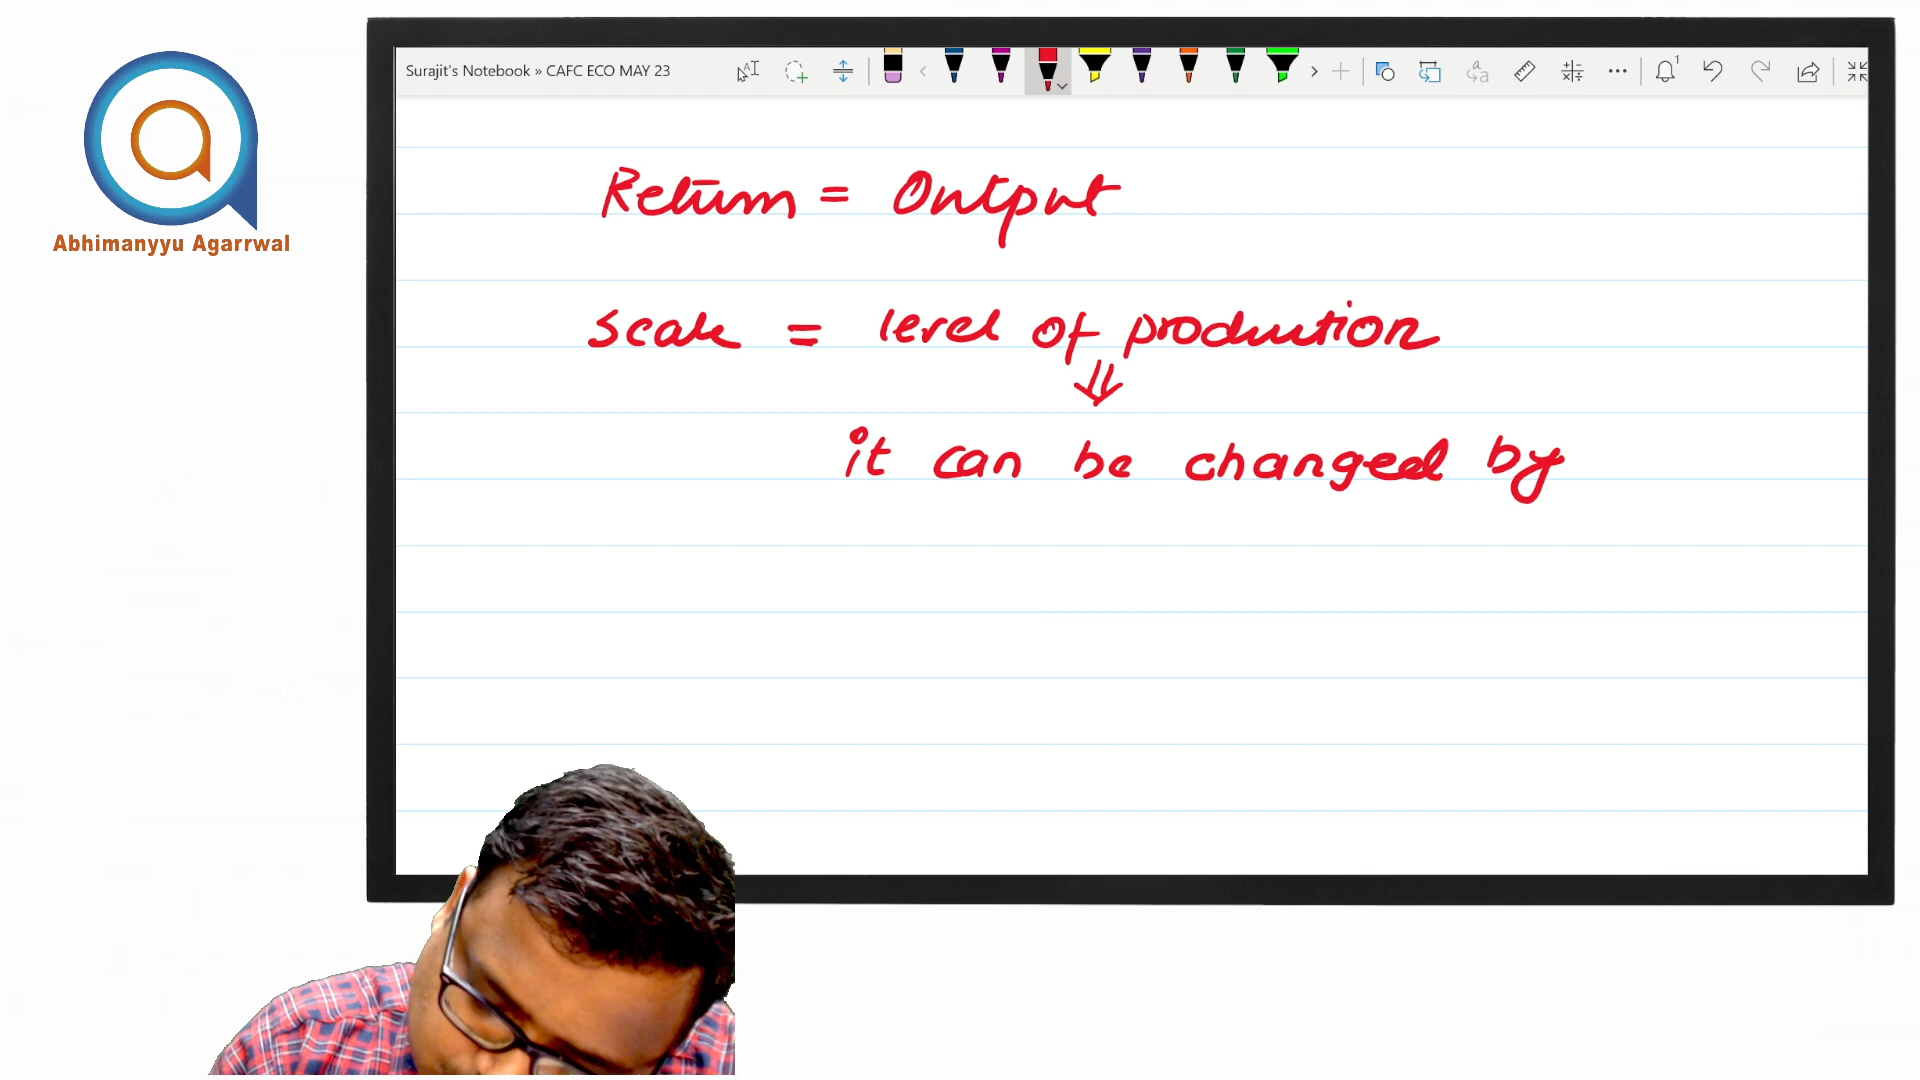 Surajit's Notebook » CAFC ECO MAY 23
Abhimanyyu Agarrwal
Return = Output
Scale = level of production
⇓
it can be changed by